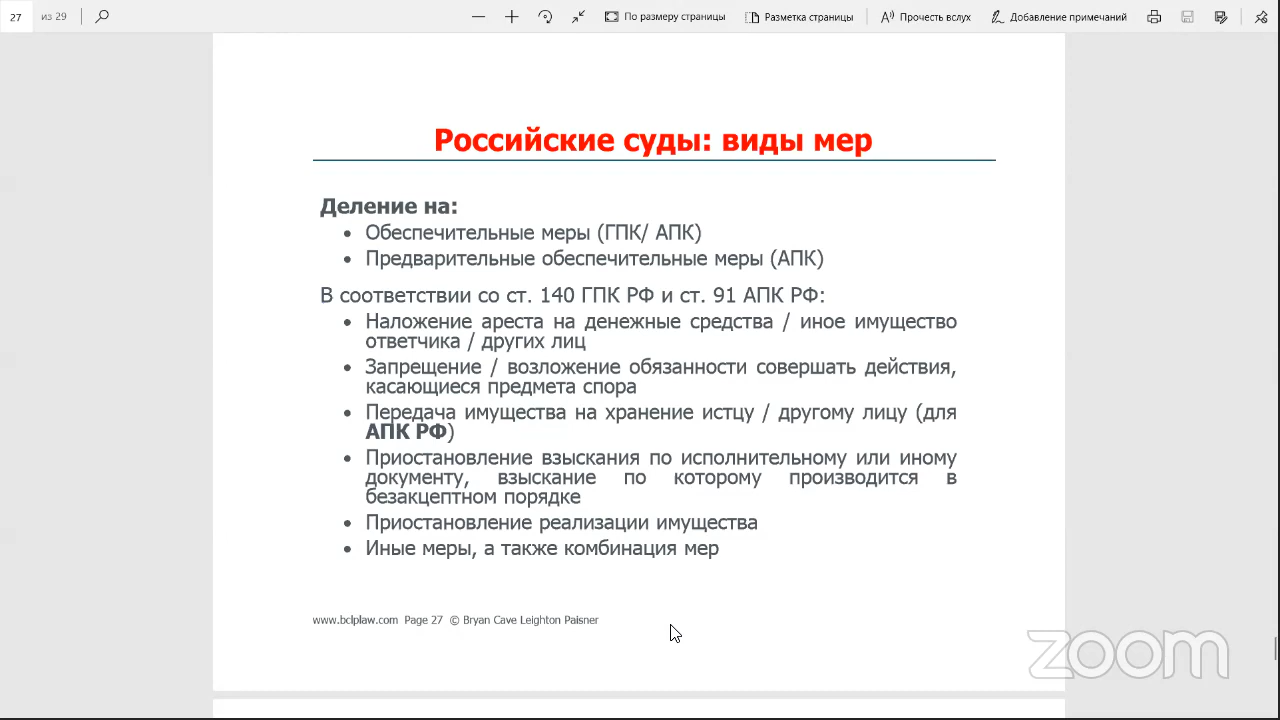 27 из 29 По размеру страницы Разметка страницы Прочесть вслух Добавление примечаний
Российские суды: виды мер
Деление на:
• Обеспечительные меры (ГПК/ АПК)
• Предварительные обеспечительные меры (АПК)
В соответствии со ст. 140 ГПК РФ и ст. 91 АПК РФ:
• Наложение ареста на денежные средства / иное имущество
ответчика / других лиц
• Запрещение / возложение обязанности совершать действия,
касающиеся предмета спора
• Передача имущества на хранение истцу / другому лицу (для
АПК РФ)
• Приостановление взыскания по исполнительному или иному
документу, взыскание по которому производится в
безакцептном порядке
• Приостановление реализации имущества
• Иные меры, а также комбинация мер
www.bclplaw.com Page 27 © Bryan Cave Leighton Paisner
zoom